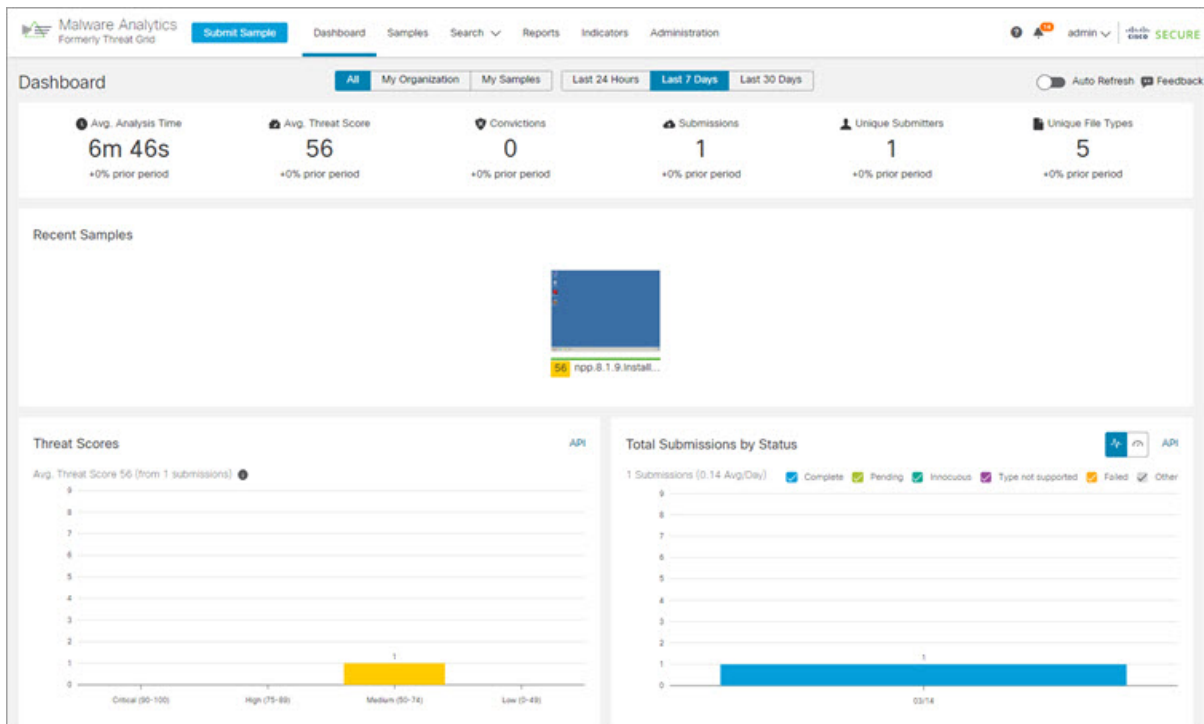 Malware Analytics
Formerly Threat Grid
Submit Sample
Dashboard Samples Search Reports Indicators Administration
14
admin
cisco SECURE
Dashboard
All My Organization My Samples
Last 24 Hours Last 7 Days Last 30 Days
Auto Refresh Feedback
Avg. Analysis Time
6m 46s
+0% prior period
Avg. Threat Score
56
+0% prior period
Convictions
0
+0% prior period
Submissions
1
+0% prior period
Unique Submitters
1
+0% prior period
Unique File Types
5
+0% prior period
Recent Samples
56 npp.8.1.9.Install...
Threat Scores
API
Avg. Threat Score 56 (from 1 submissions)
9
8
7
6
5
4
3
2
1
0
1
Critical (90-100) High (75-89) Medium (50-74) Low (0-49)
Total Submissions by Status
API
1 Submissions (0.14 Avg/Day)
Complete Pending Innocuous Type not supported Failed Other
9
8
7
6
5
4
3
2
1
0
1
03/14